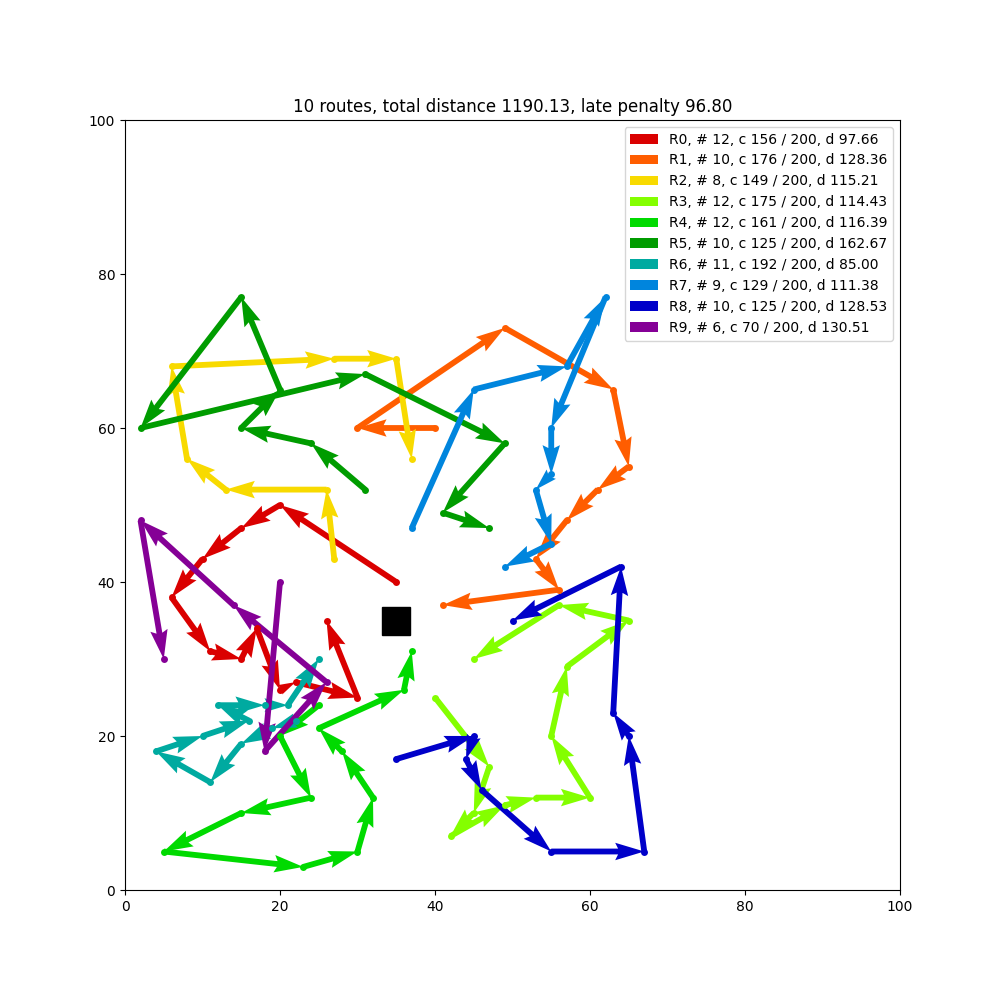 10 routes, total distance 1190.13, late penalty 96.80
R0, # 12, c 156 / 200, d 97.66
R1, # 10, c 176 / 200, d 128.36
R2, # 8, c 149 / 200, d 115.21
R3, # 12, c 175 / 200, d 114.43
R4, # 12, c 161 / 200, d 116.39
R5, # 10, c 125 / 200, d 162.67
R6, # 11, c 192 / 200, d 85.00
R7, # 9, c 129 / 200, d 111.38
R8, # 10, c 125 / 200, d 128.53
R9, # 6, c 70 / 200, d 130.51
100
80
60
40
20
0
0 20 40 60 80 100